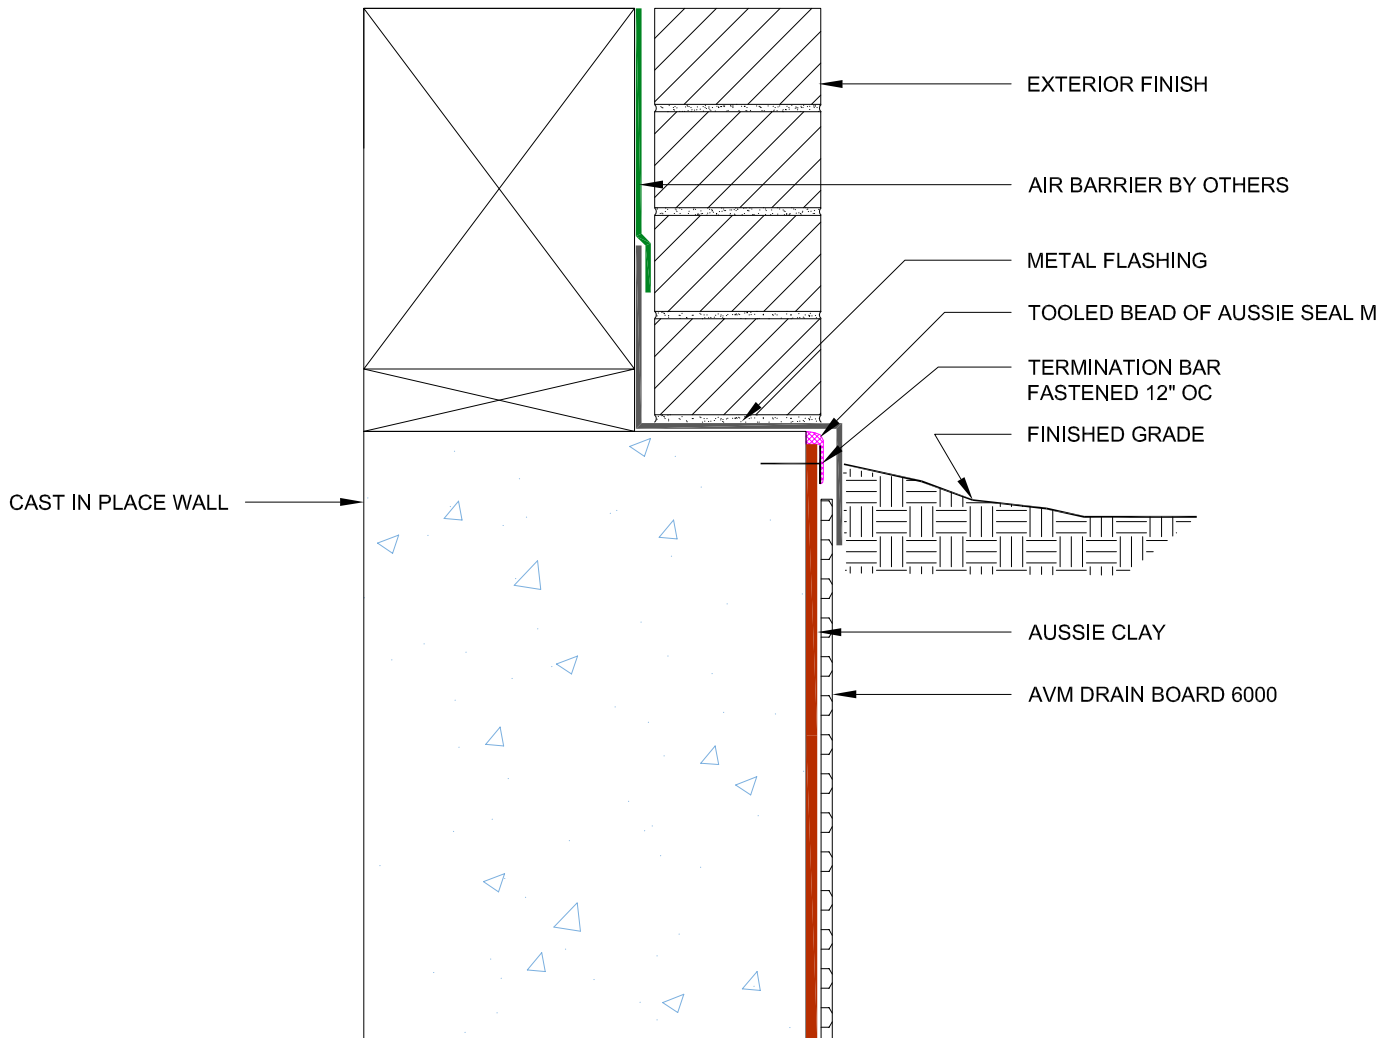 EXTERIOR FINISH
AIR BARRIER BY OTHERS
METAL FLASHING
TOOLED BEAD OF AUSSIE SEAL M
TERMINATION BAR
FASTENED 12" OC
FINISHED GRADE
CAST IN PLACE WALL
AUSSIE CLAY
AVM DRAIN BOARD 6000